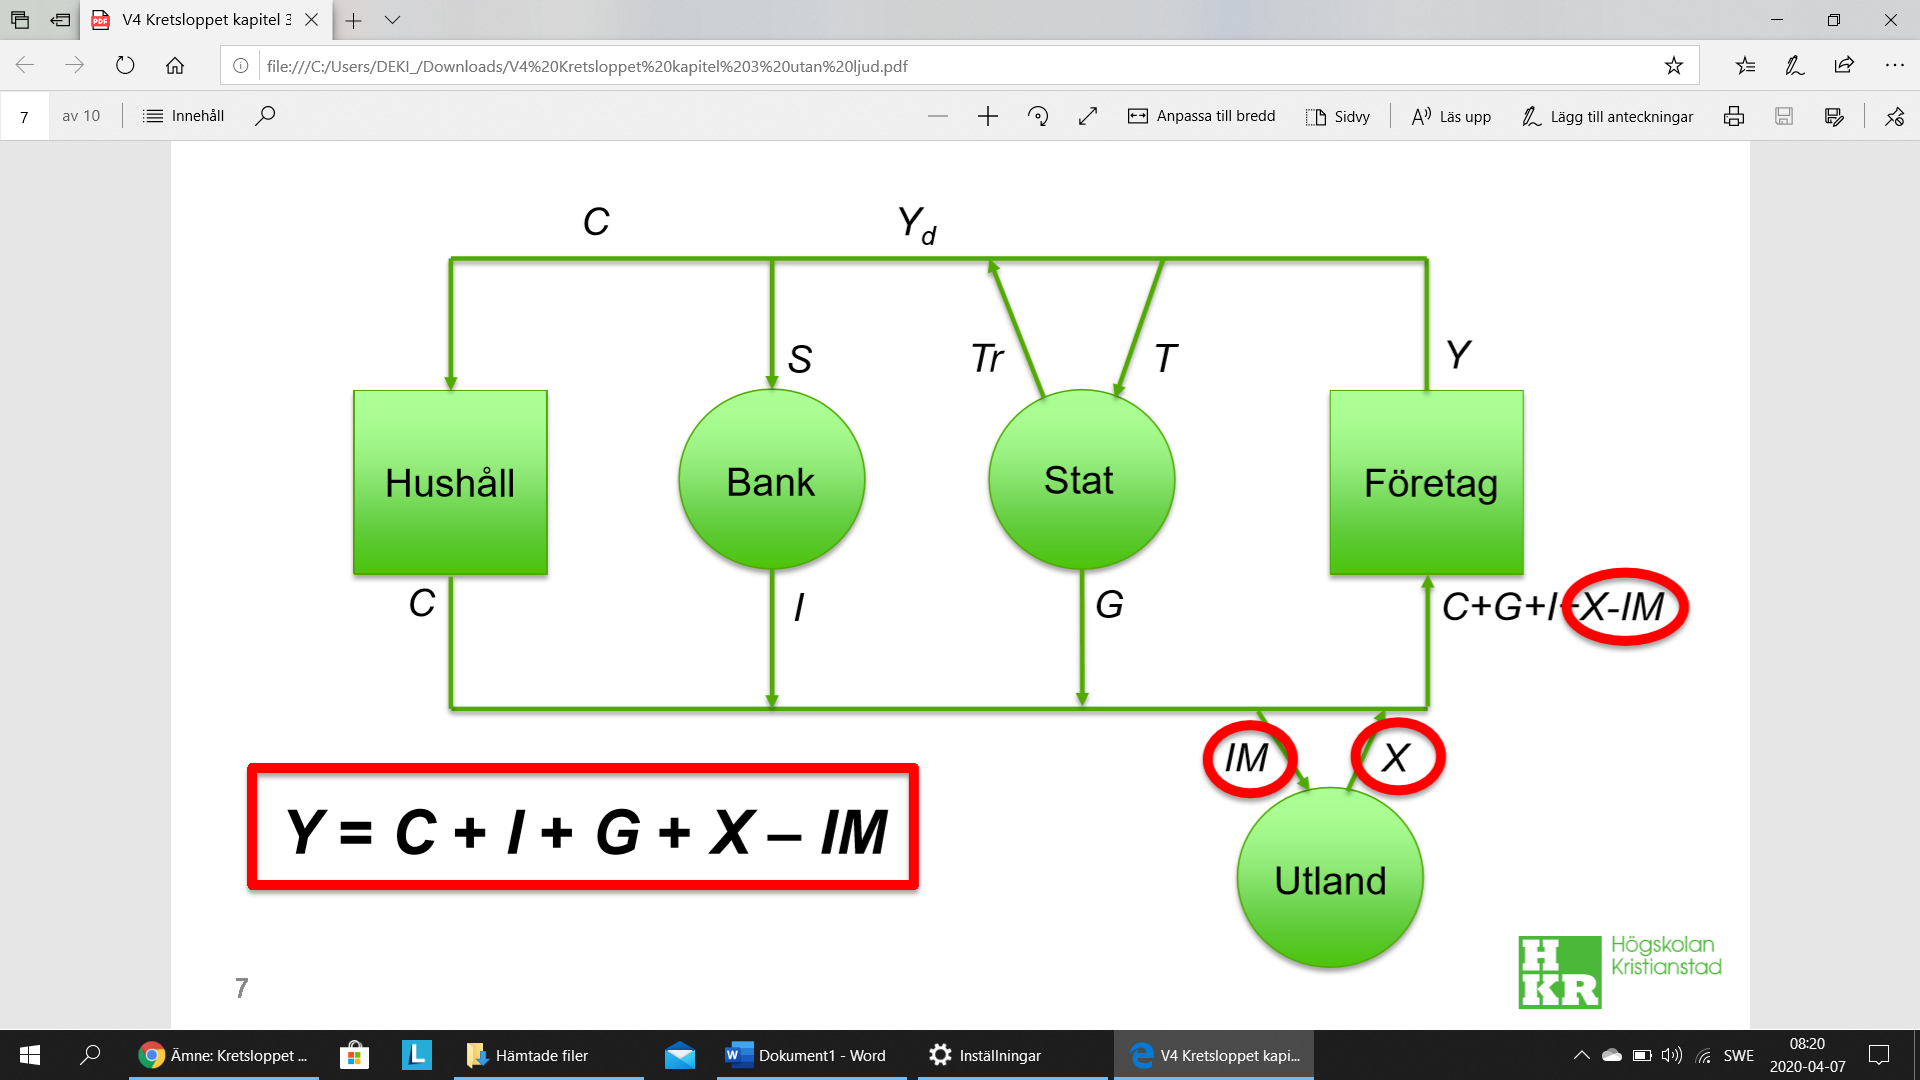 V4 Kretsloppet kapitel 3
file:///C:/Users/DEKI_/Downloads/V4%20Kretsloppet%20kapitel%203%20utan%20ljud.pdf
7 av 10 Innehåll Anpassa till bredd Sidvy Läs upp Lägg till anteckningar
C Yd
S Tr T Y
Hushåll Bank Stat Företag
C I G C+G+I+X-IM
IM X
Y = C + I + G + X – IM
Utland
Högskolan
Kristianstad
HKR
7
Ämne: Kretsloppet ... L Hämtade filer Dokument1 - Word Inställningar V4 Kretsloppet kapi... SWE 08:20
2020-04-07